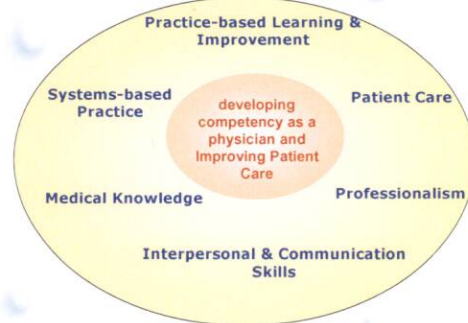 Practice-based Learning &
Improvement
Systems-based
Practice
developing
competency as a
physician and
Improving Patient
Care
Patient Care
Medical Knowledge
Professionalism
Interpersonal & Communication
Skills